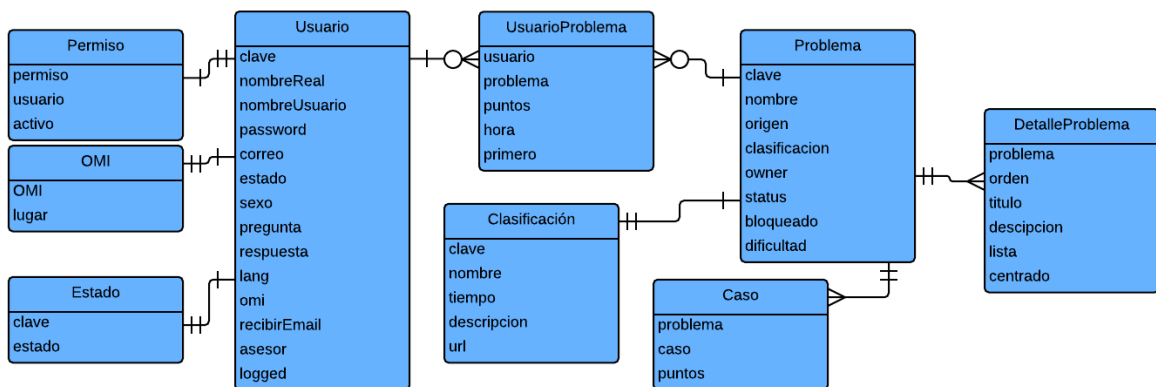 Permiso
permiso
usuario
activo
OMI
OMI
lugar
Estado
clave
estado
Usuario
clave
nombreReal
nombreUsuario
password
correo
estado
sexo
pregunta
respuesta
lang
omi
recibirEmail
asesor
logged
UsuarioProblema
usuario
problema
puntos
hora
primero
Clasificación
clave
nombre
tiempo
descripcion
url
Problema
clave
nombre
origen
clasificacion
owner
status
bloqueado
dificultad
Caso
problema
caso
puntos
DetalleProblema
problema
orden
titulo
descipcion
lista
centrado